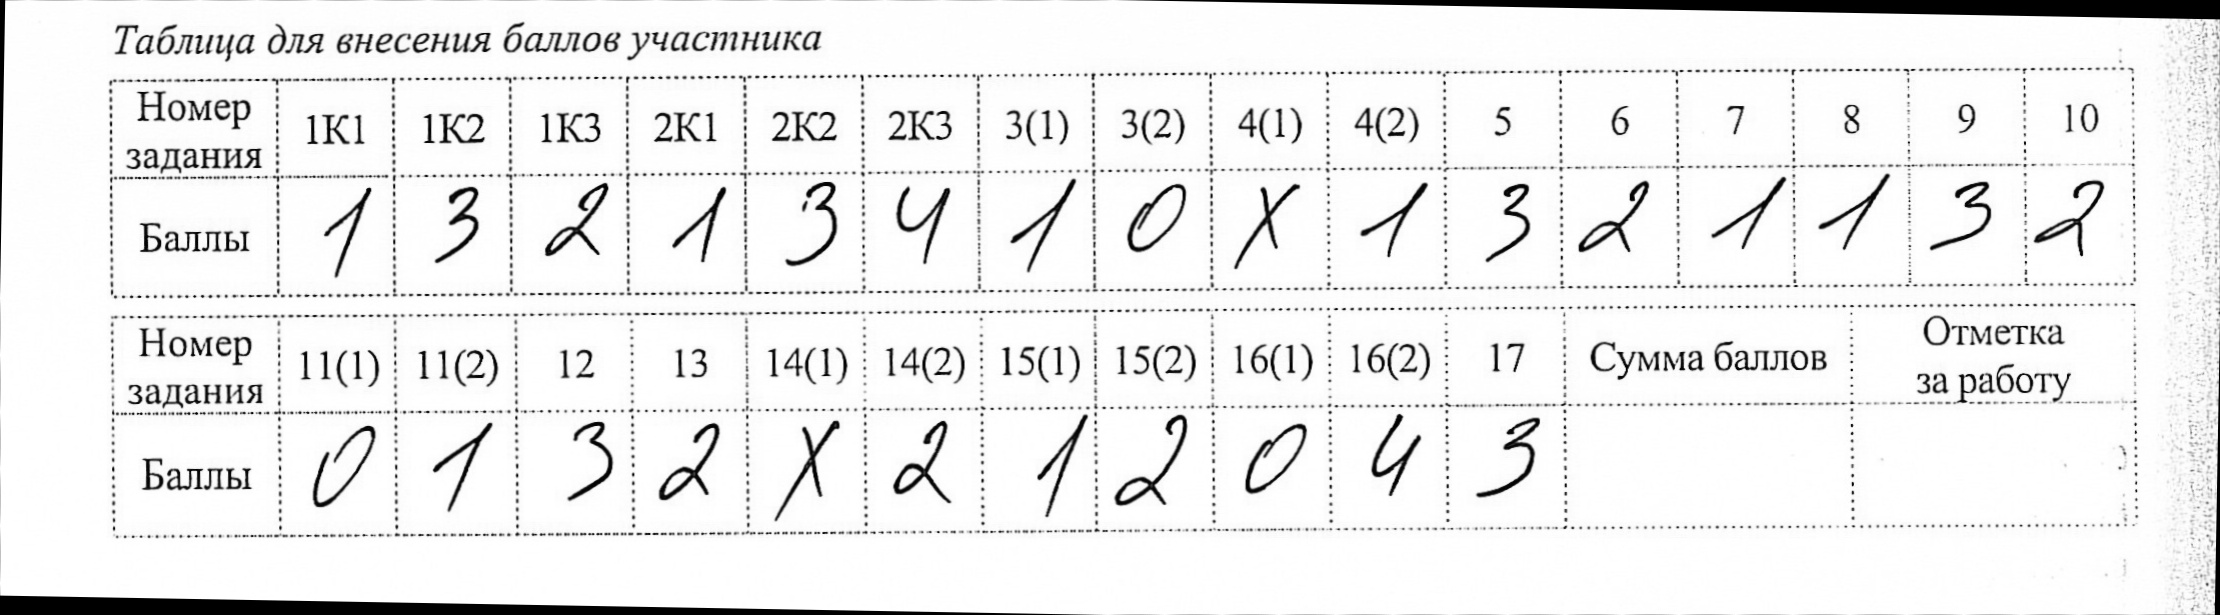 Таблица для внесения баллов участника
Номер задания 1К1 1К2 1К3 2К1 2К2 2К3 3(1) 3(2) 4(1) 4(2) 5 6 7 8 9 10
Баллы 1 3 2 1 3 4 1 0 X 1 3 2 1 1 3 2
Номер задания 11(1) 11(2) 12 13 14(1) 14(2) 15(1) 15(2) 16(1) 16(2) 17 Сумма баллов Отметка за работу
Баллы 0 1 3 2 X 2 1 2 0 4 3